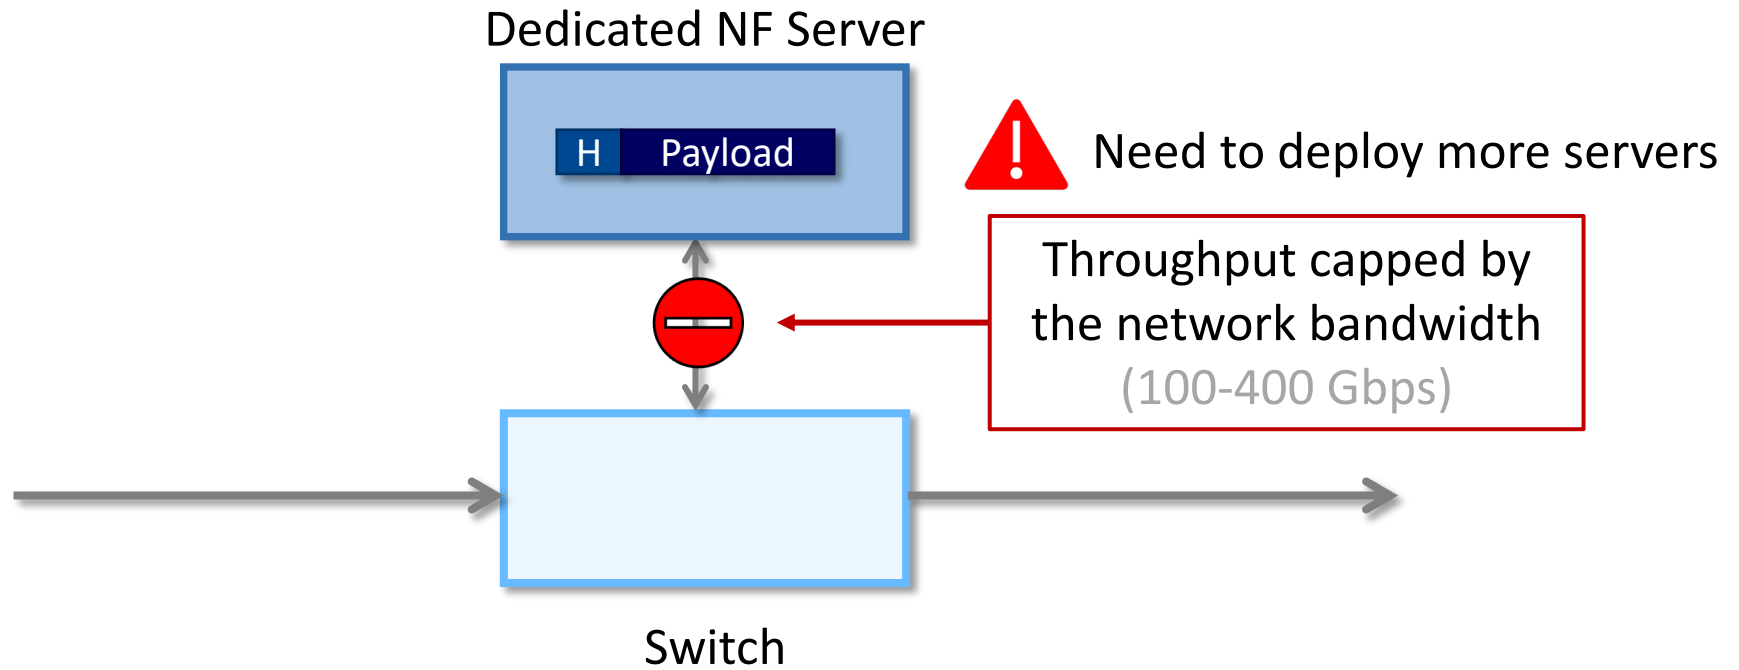 Dedicated NF Server
H Payload
Need to deploy more servers
Throughput capped by
the network bandwidth
(100-400 Gbps)
Switch